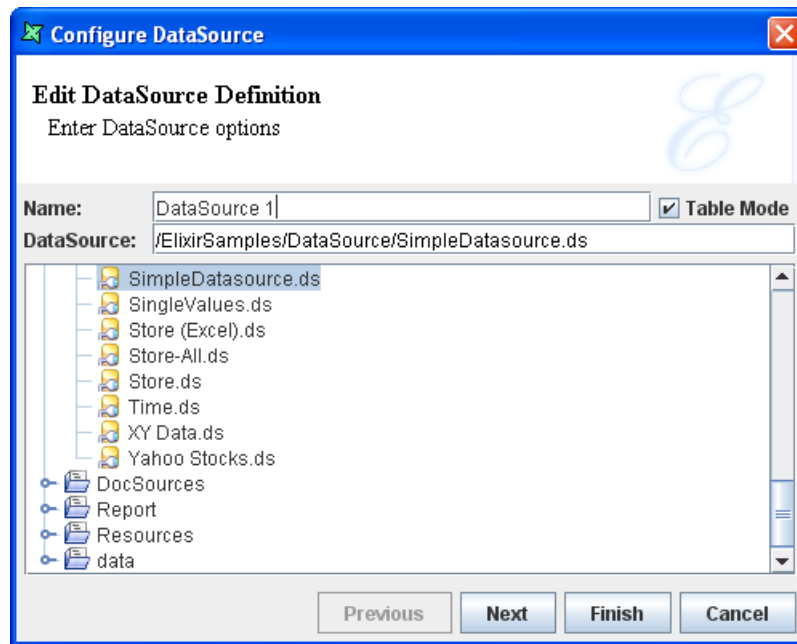 Configure DataSource
Edit DataSource Definition
Enter DataSource options
Name: DataSource 1 Table Mode
DataSource: /ElixirSamples/DataSource/SimpleDatasource.ds
SimpleDatasource.ds
SingleValues.ds
Store (Excel).ds
Store-All.ds
Store.ds
Time.ds
XY Data.ds
Yahoo Stocks.ds
DocSources
Report
Resources
data
Previous Next Finish Cancel